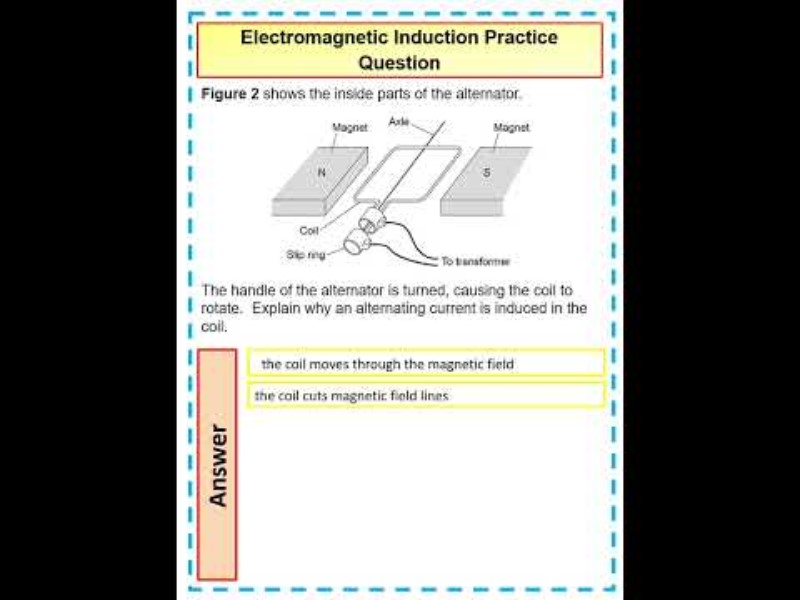 Electromagnetic Induction Practice
Question
Figure 2 shows the inside parts of the alternator.
Axle
Magnet
Magnet
N
S
Coil
Slip ring
To transformer
The handle of the alternator is turned, causing the coil to
rotate. Explain why an alternating current is induced in the
coil.
Answer
the coil moves through the magnetic field
the coil cuts magnetic field lines